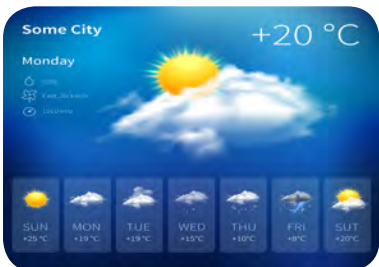 Some City
+20 °C
Monday
SUN MON TUE WED THU FRI SUT
+25 °C +19 °C +19 °C +15°C +10°C +8°C +20°C